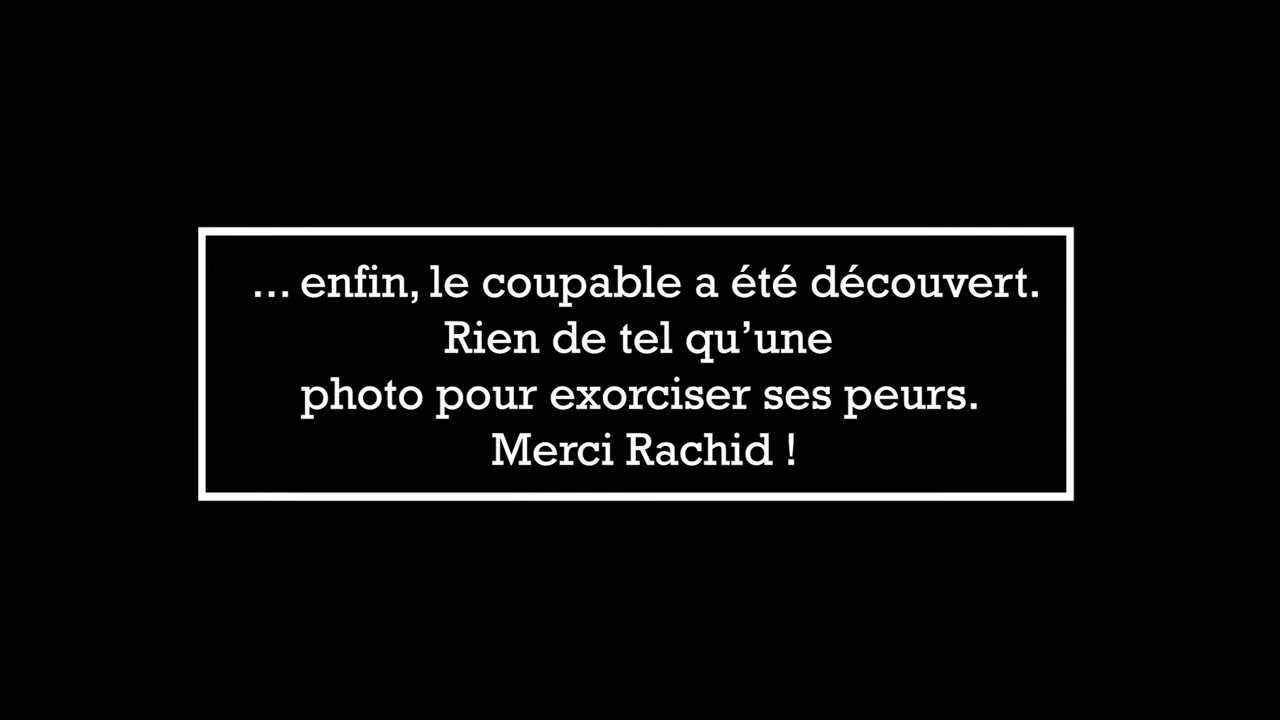 ... enfin, le coupable a été découvert.
Rien de tel qu’une
photo pour exorciser ses peurs.
Merci Rachid !